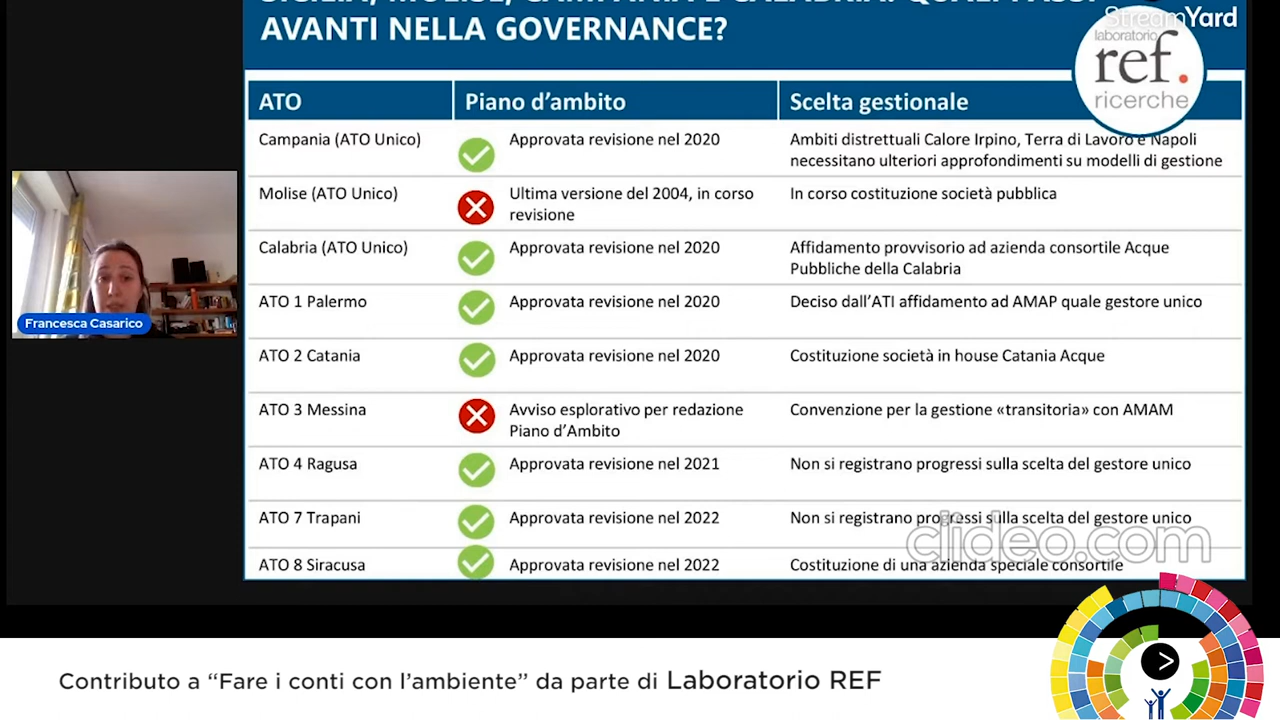 AVANTI NELLA GOVERNANCE?
StreamYard
laboratorio
ref.
ricerche
ATO
Piano d'ambito
Scelta gestionale
Campania (ATO Unico)
Approvata revisione nel 2020
Ambiti distrettuali Calore Irpino, Terra di Lavoro e Napoli
necessitano ulteriori approfondimenti su modelli di gestione
Molise (ATO Unico)
Ultima versione del 2004, in corso
revisione
In corso costituzione società pubblica
Calabria (ATO Unico)
Approvata revisione nel 2020
Affidamento provvisorio ad azienda consortile Acque
Pubbliche della Calabria
ATO 1 Palermo
Approvata revisione nel 2020
Deciso dall'ATI affidamento ad AMAP quale gestore unico
ATO 2 Catania
Approvata revisione nel 2020
Costituzione società in house Catania Acque
ATO 3 Messina
Avviso esplorativo per redazione
Piano d'Ambito
Convenzione per la gestione «transitoria» con AMAM
ATO 4 Ragusa
Approvata revisione nel 2021
Non si registrano progressi sulla scelta del gestore unico
ATO 7 Trapani
Approvata revisione nel 2022
Non si registrano progressi sulla scelta del gestore unico
ATO 8 Siracusa
Approvata revisione nel 2022
Costituzione di una azienda speciale consortile
clideo.com
Francesca Casarico
Contributo a “Fare i conti con l'ambiente” da parte di Laboratorio REF